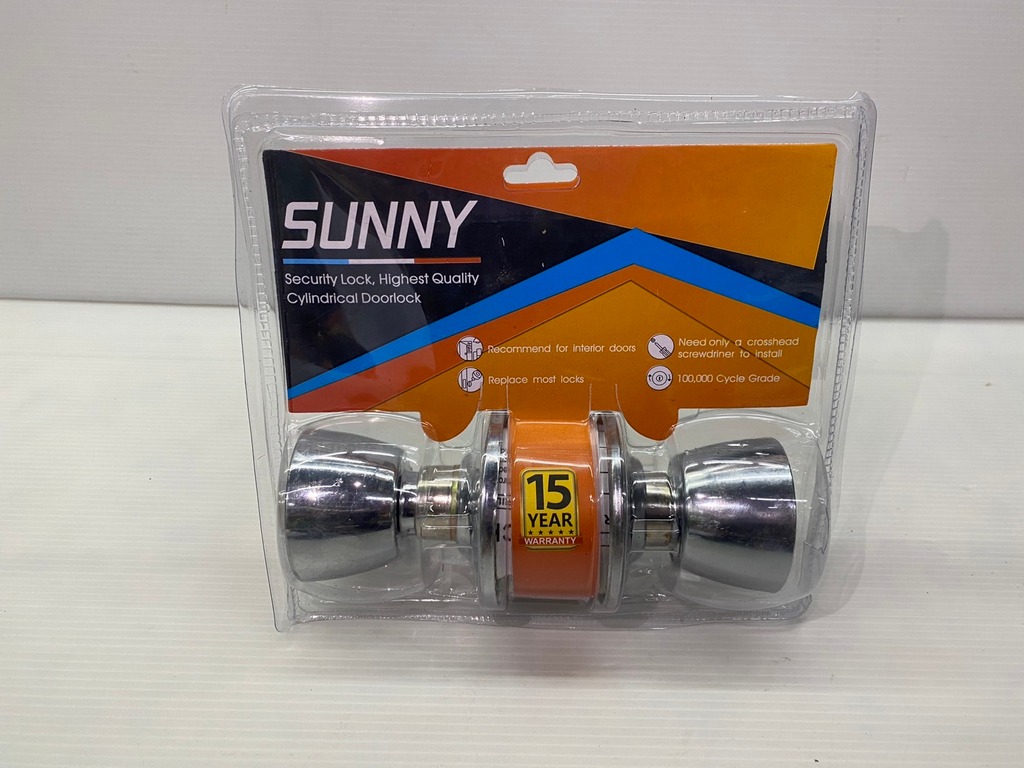 SUNNY
Security Lock, Highest Quality
Cylindrical Doorlock
Recommend for interior doors
Replace most locks
Need only a crosshead
screwdriner to install
100,000 Cycle Grade
15
YEAR
WARRANTY